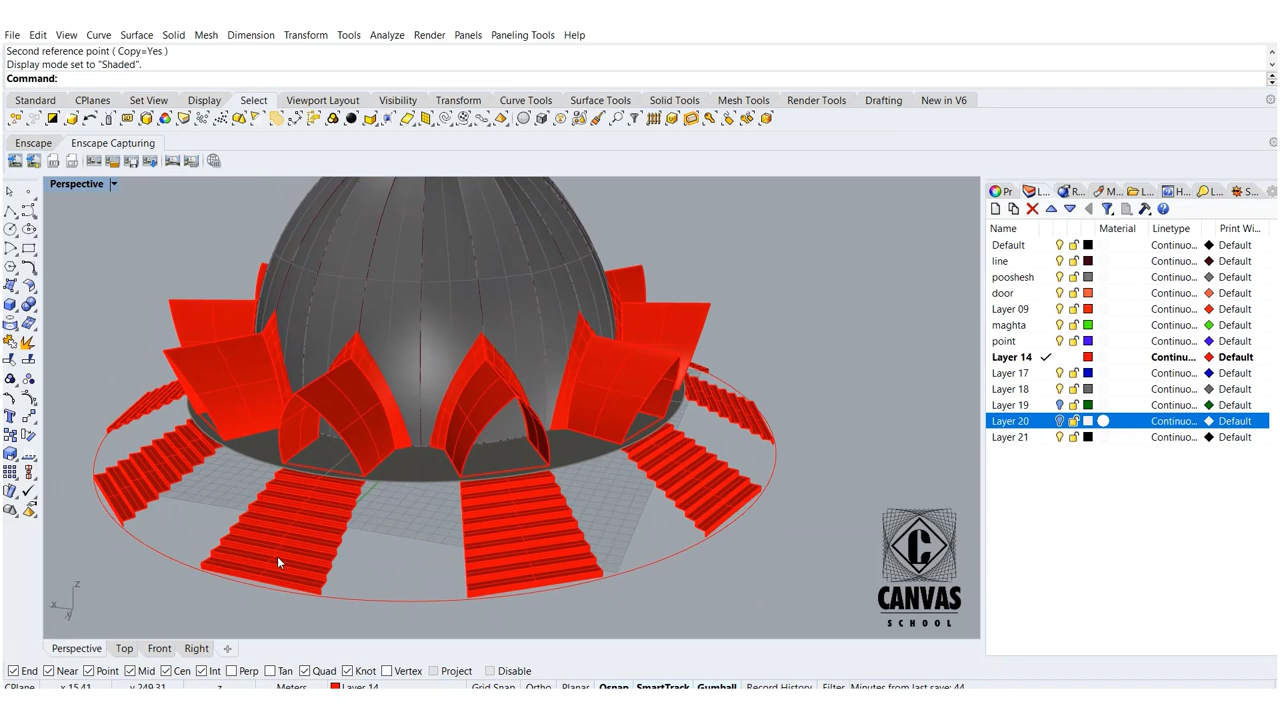 File Edit View Curve Surface Solid Mesh Dimension Transform Tools Analyze Render Panels Paneling Tools Help
Second reference point ( Copy=Yes )
Display mode set to "Shaded".
Command:
Standard CPlanes Set View Display Select Viewport Layout Visibility Transform Curve Tools Surface Tools Solid Tools Mesh Tools Render Tools Drafting New in V6
Enscape Enscape Capturing
Perspective
Pr L... R... M... L... H... L... S...
Name Material Linetype Print Wi...
Default Continuo... Default
line Continuo... Default
pooshesh Continuo... Default
door Continuo... Default
Layer 09 Continuo... Default
maghta Continuo... Default
point Continuo... Default
Layer 14 Continu... Default
Layer 17 Continuo... Default
Layer 18 Continuo... Default
Layer 19 Continuo... Default
Layer 20 Continuo... Default
Layer 21 Continuo... Default
C
CANVAS
SCHOOL
z
x y
Perspective Top Front Right
End Near Point Mid Cen Int Perp Tan Quad Knot Vertex Project Disable
CPlane x 15.41 y 249.31 z Meters Layer 14 Grid Snap Ortho Planar Osnap SmartTrack Gumball Record History Filter Minutes from last save: 44